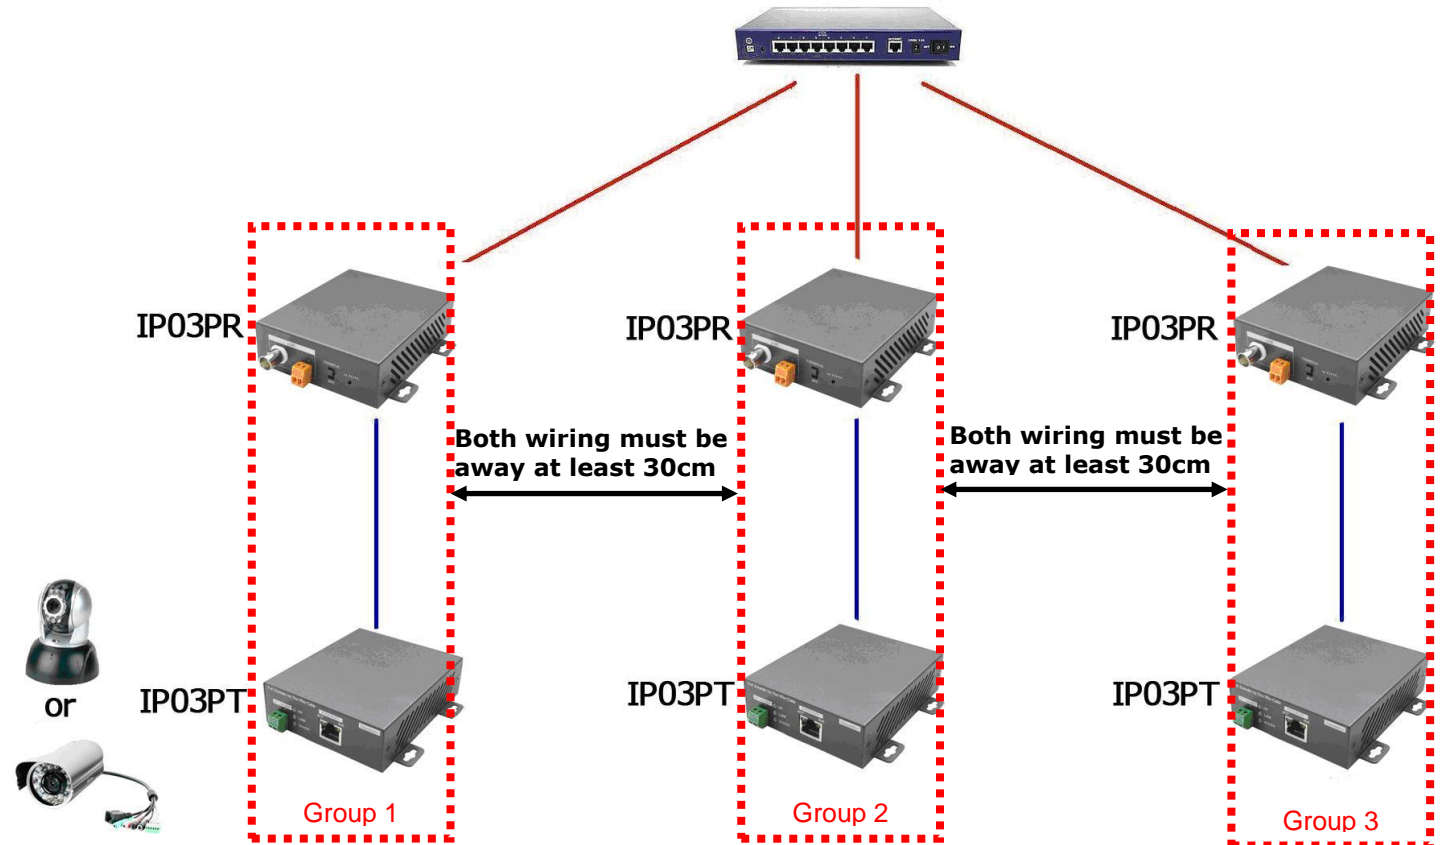 IP03PR
IP03PR
IP03PR
Both wiring must be
away at least 30cm
Both wiring must be
away at least 30cm
or
IP03PT
IP03PT
IP03PT
Group 1
Group 2
Group 3